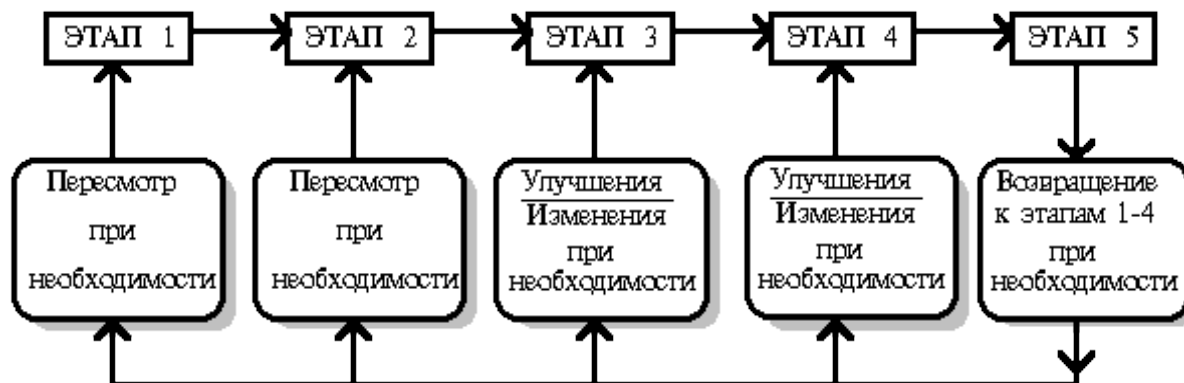 ЭТАП 1
ЭТАП 2
ЭТАП 3
ЭТАП 4
ЭТАП 5
Пересмотр
при
необходимости
Пересмотр
при
необходимости
Улучшения
Изменения
при
необходимости
Улучшения
Изменения
при
необходимости
Возвращение
к этапам 1-4
при
необходимости